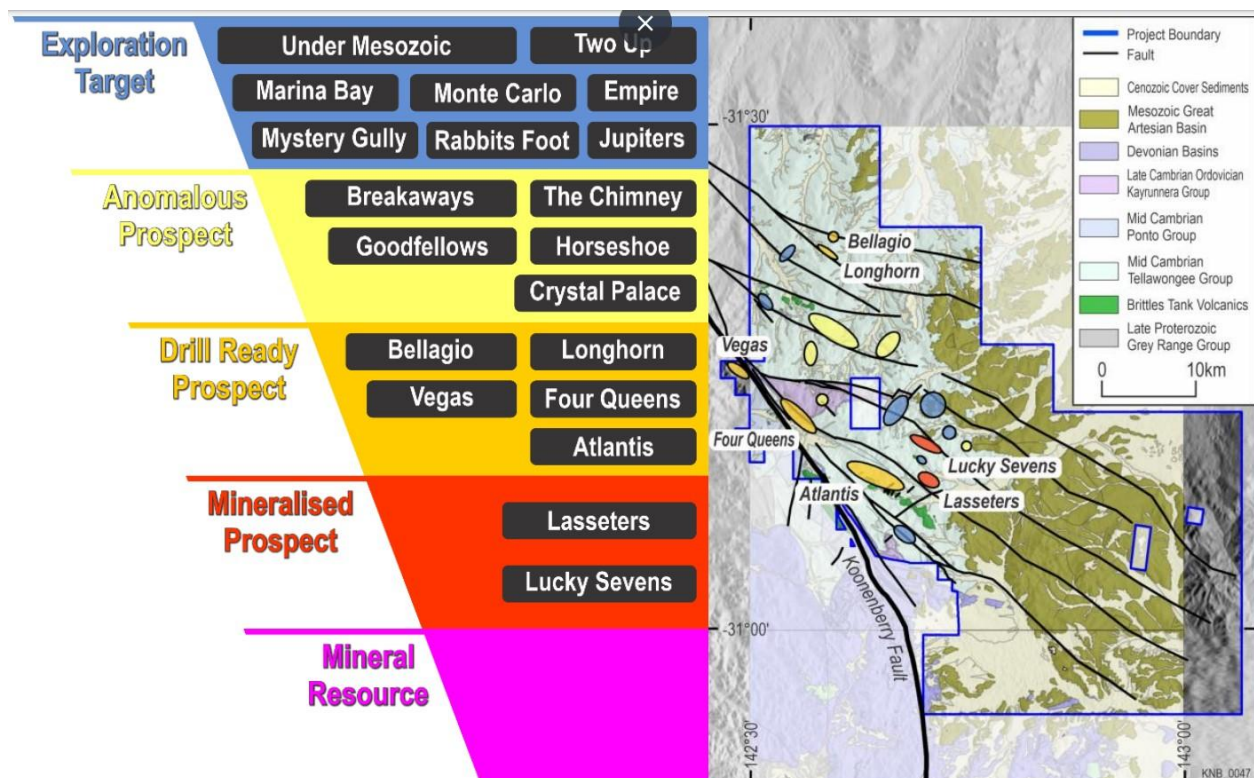 Exploration
Target
Under Mesozoic
Two Up
Marina Bay
Monte Carlo
Empire
Mystery Gully
Rabbits Foot
Jupiters
Anomalous
Prospect
Breakaways
The Chimney
Goodfellows
Horseshoe
Crystal Palace
Drill Ready
Prospect
Bellagio
Longhorn
Vegas
Four Queens
Atlantis
Mineralised
Prospect
Lasseters
Lucky Sevens
Mineral
Resource
-31°30'
Bellagio
Longhorn
Vegas
Four Queens
Lucky Sevens
Atlantis
Lasseters
Koonenberry Fault
-31°00'
142°30'
143°00'
Project Boundary
Fault
Cenozoic Cover Sediments
Mesozoic Great
Artesian Basin
Devonian Basins
Late Cambrian Ordovician
Kayrunnera Group
Mid Cambrian
Ponto Group
Mid Cambrian
Tellawongee Group
Brittles Tank Volcanics
Late Proterozoic
Grey Range Group
0 10km
KNB_0047